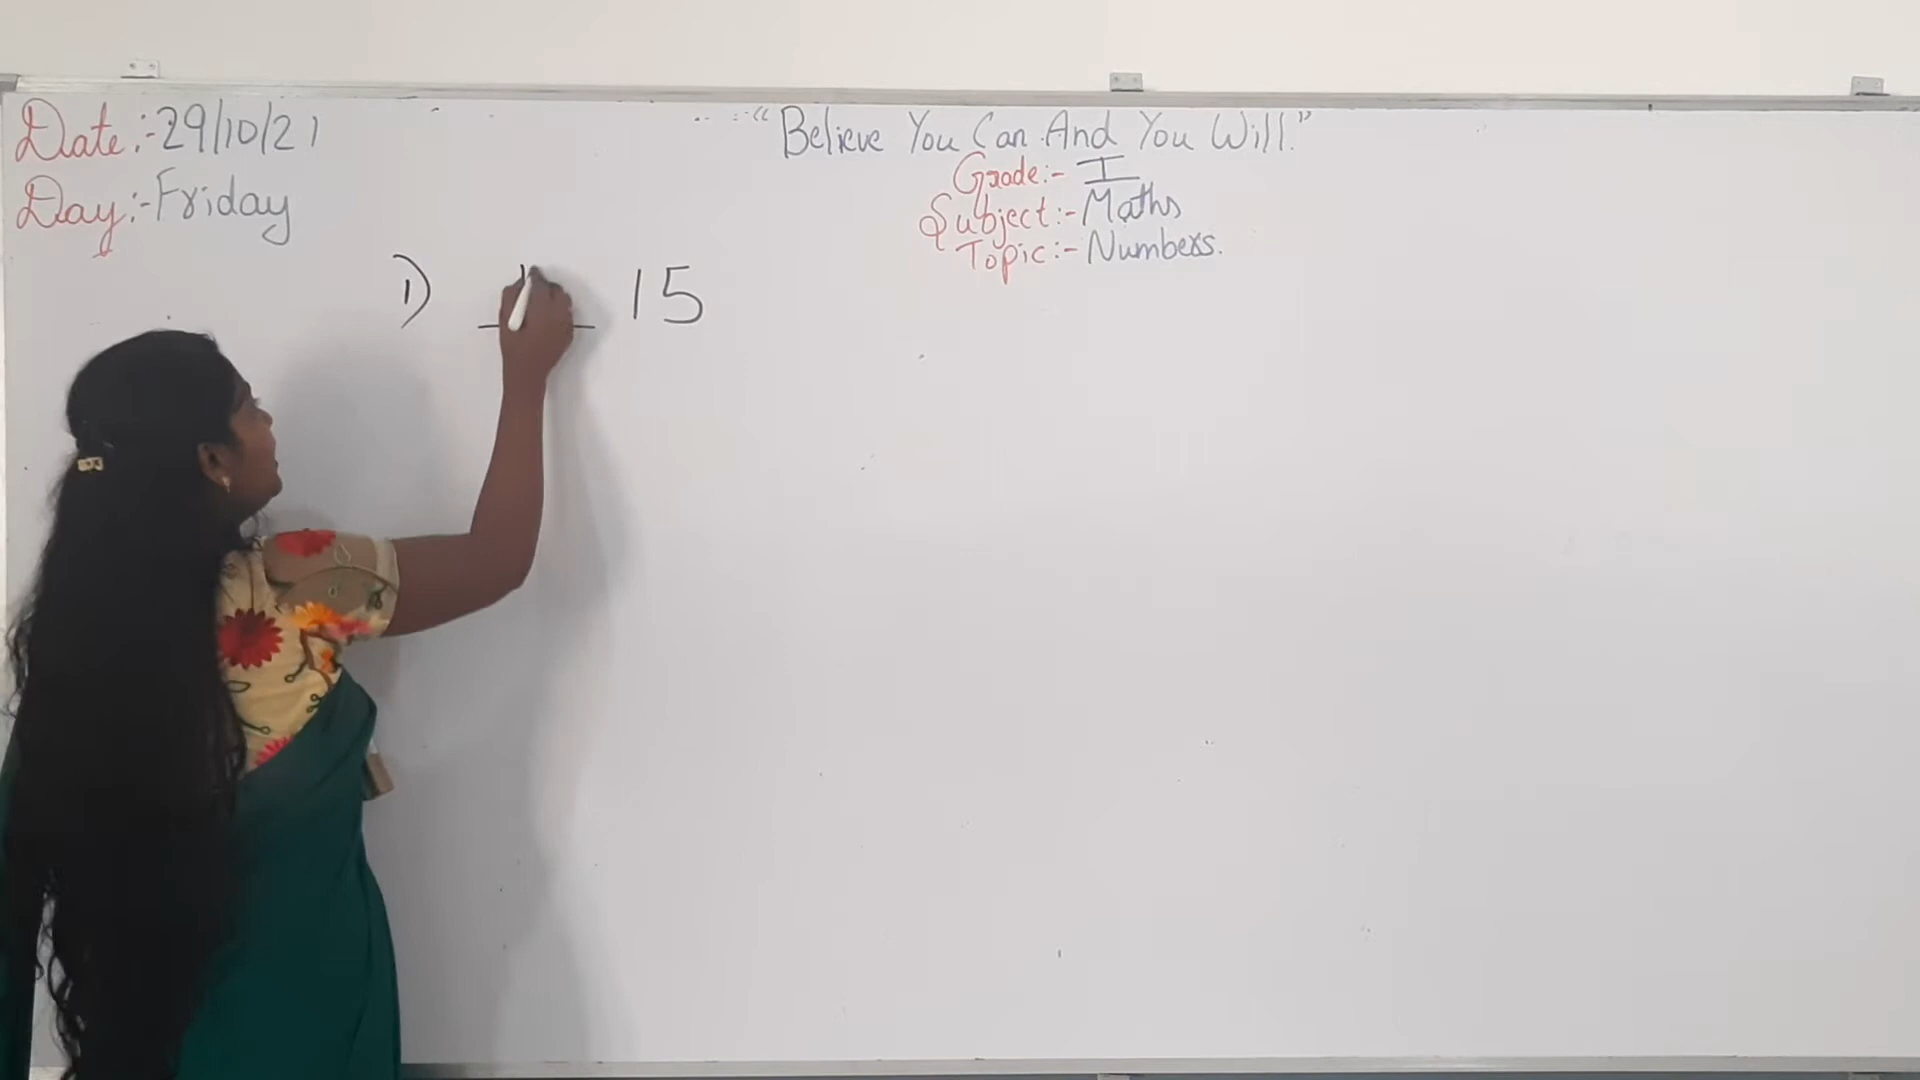 Date:-29/10/21
Day:-Friday
"Believe You Can And You Will."
Grade:- I
Subject:-Maths
Topic:-Numbers.
1) __ 15